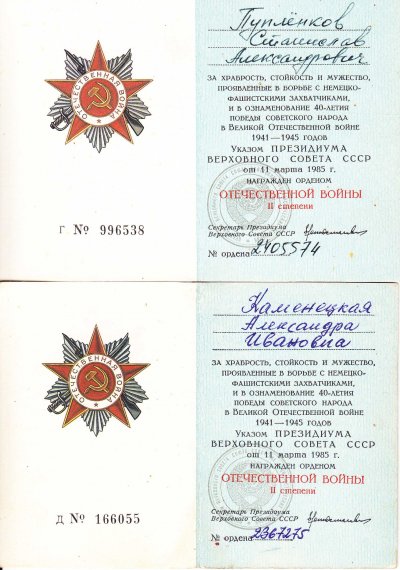 ОТЕЧЕСТВЕННАЯ ВОЙНА
Г № 996538
Пуплёнков
Станислав
Александрович
ЗА ХРАБРОСТЬ, СТОЙКОСТЬ И МУЖЕСТВО,
ПРОЯВЛЕННЫЕ В БОРЬБЕ С НЕМЕЦКО-
ФАШИСТСКИМИ ЗАХВАТЧИКАМИ,
И В ОЗНАМЕНОВАНИЕ 40-ЛЕТИЯ
ПОБЕДЫ СОВЕТСКОГО НАРОДА
В ВЕЛИКОЙ ОТЕЧЕСТВЕННОЙ ВОЙНЕ
1941—1945 ГОДОВ
УКАЗОМ ПРЕЗИДИУМА
ВЕРХОВНОГО СОВЕТА СССР
от 11 марта 1985 г.
НАГРАЖДЕН ОРДЕНОМ
ОТЕЧЕСТВЕННОЙ ВОЙНЫ
II степени
Секретарь Президиума
Верховного Совета СССР
№ ордена 2405574
ОТЕЧЕСТВЕННАЯ ВОЙНА
Д № 166055
Каменецкая
Александра
Ивановна
ЗА ХРАБРОСТЬ, СТОЙКОСТЬ И МУЖЕСТВО,
ПРОЯВЛЕННЫЕ В БОРЬБЕ С НЕМЕЦКО-
ФАШИСТСКИМИ ЗАХВАТЧИКАМИ,
И В ОЗНАМЕНОВАНИЕ 40-ЛЕТИЯ
ПОБЕДЫ СОВЕТСКОГО НАРОДА
В ВЕЛИКОЙ ОТЕЧЕСТВЕННОЙ ВОЙНЕ
1941—1945 ГОДОВ
УКАЗОМ ПРЕЗИДИУМА
ВЕРХОВНОГО СОВЕТА СССР
от 11 марта 1985 г.
НАГРАЖДЕН ОРДЕНОМ
ОТЕЧЕСТВЕННОЙ ВОЙНЫ
II степени
Секретарь Президиума
Верховного Совета СССР
№ ордена 2367275